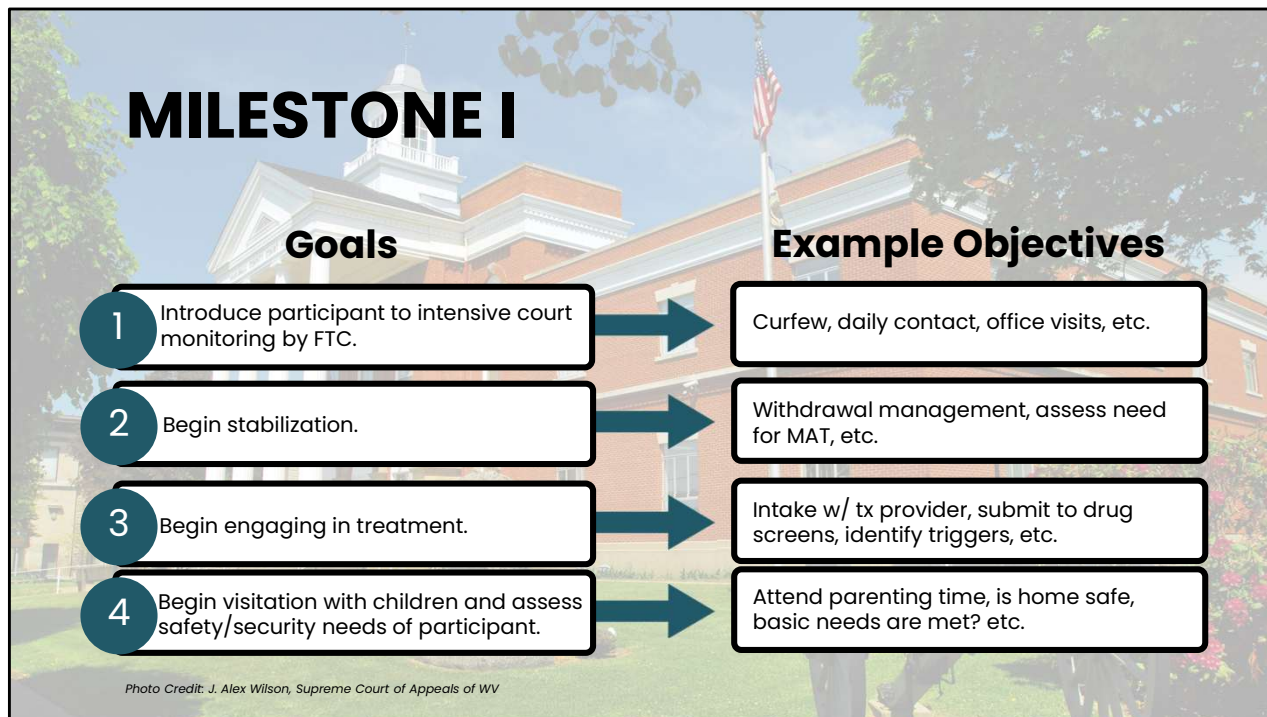 MILESTONE I
Goals
Example Objectives
1
Introduce participant to intensive court
monitoring by FTC.
Curfew, daily contact, office visits, etc.
2
Begin stabilization.
Withdrawal management, assess need
for MAT, etc.
3
Begin engaging in treatment.
Intake w/ tx provider, submit to drug
screens, identify triggers, etc.
4
Begin visitation with children and assess
safety/security needs of participant.
Attend parenting time, is home safe,
basic needs are met? etc.
Photo Credit: J. Alex Wilson, Supreme Court of Appeals of WV